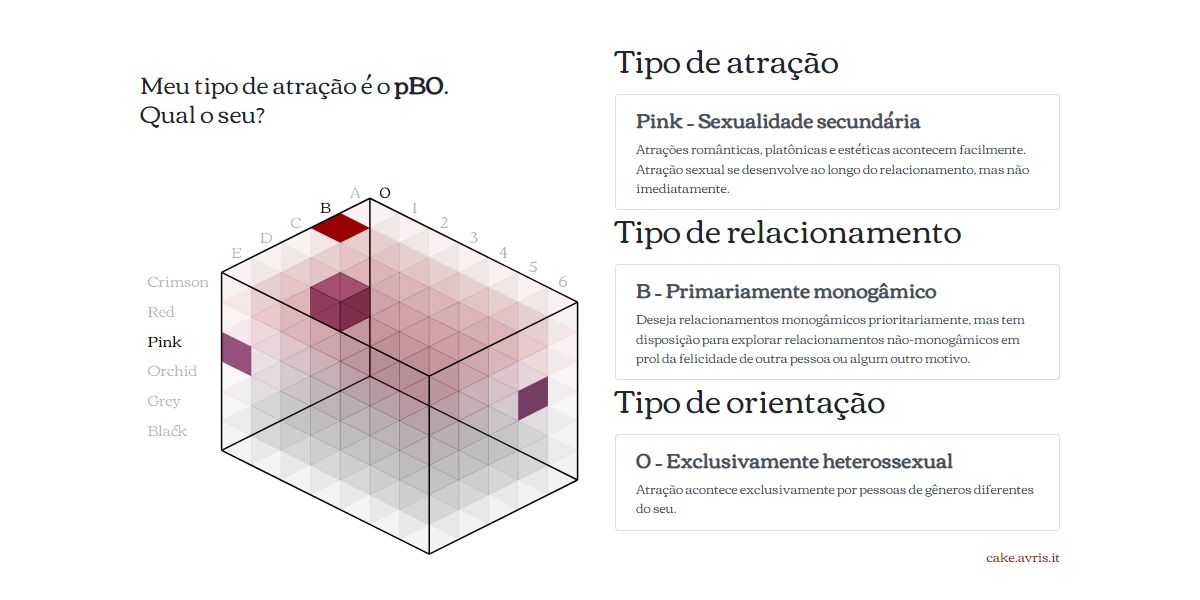 Meu tipo de atração é o pBO.
Qual o seu?
A O
B 1
C 2
D 3
E 4
5
6
Crimson
Red
Pink
Orchid
Grey
Black
Tipo de atração
Pink - Sexualidade secundária
Atrações românticas, platônicas e estéticas acontecem facilmente.
Atração sexual se desenvolve ao longo do relacionamento, mas não
imediatamente.
Tipo de relacionamento
B - Primariamente monogâmico
Deseja relacionamentos monogâmicos prioritariamente, mas tem
disposição para explorar relacionamentos não-monogâmicos em
prol da felicidade de outra pessoa ou algum outro motivo.
Tipo de orientação
O - Exclusivamente heterossexual
Atração acontece exclusivamente por pessoas de gêneros diferentes
do seu.
cake.avris.it